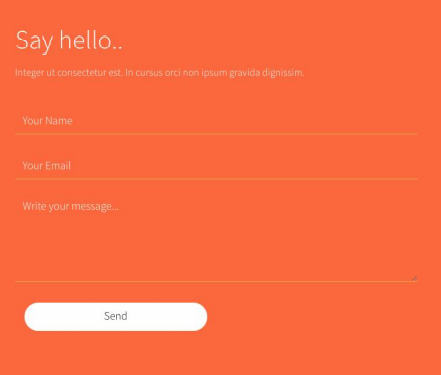 Say hello..
Integer ut consectetur est. In cursus orci non ipsum gravida dignissim.
Your Name
Your Email
Write your message...
Send